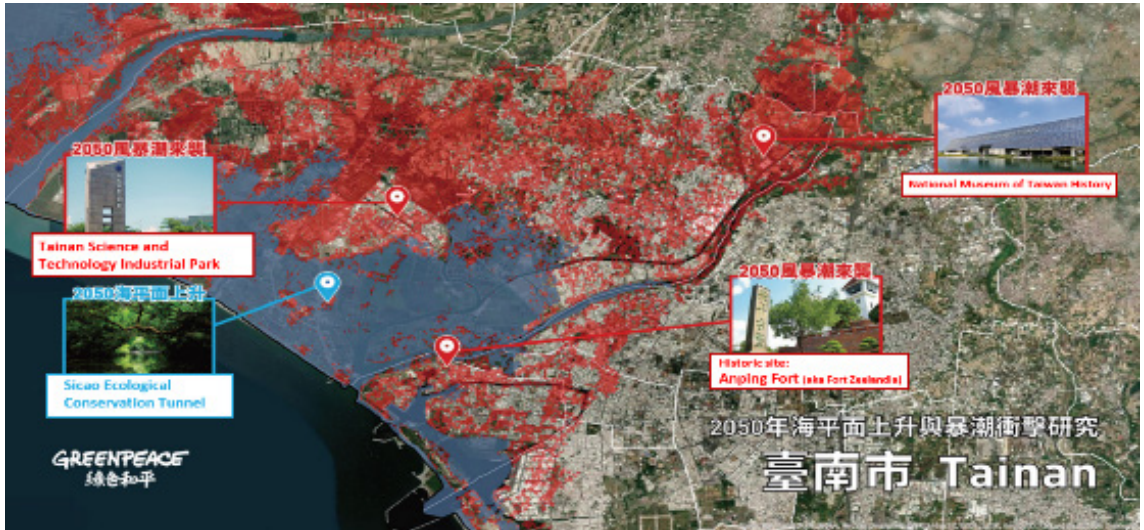 2050風暴潮來襲
National Museum of Taiwan History
2050風暴潮來襲
Tainan Science and
Technology Industrial Park
2050海平面上升
Sicao Ecological
Conservation Tunnel
2050風暴潮來襲
Historic site:
Anping Fort (aka Fort Zeelandia)
2050年海平面上升與暴潮衝擊研究
臺南市 Tainan
GREENPEACE
綠色和平